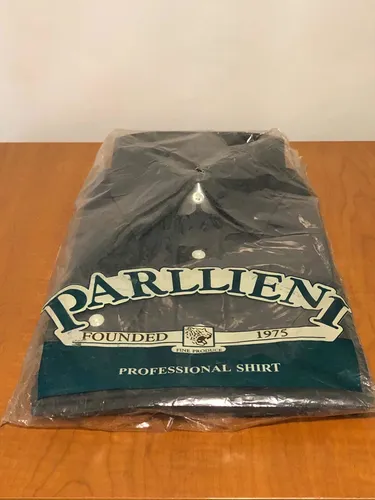 PARLLIENI
FOUNDED 1975
FINE PRODUCE
PROFESSIONAL SHIRT